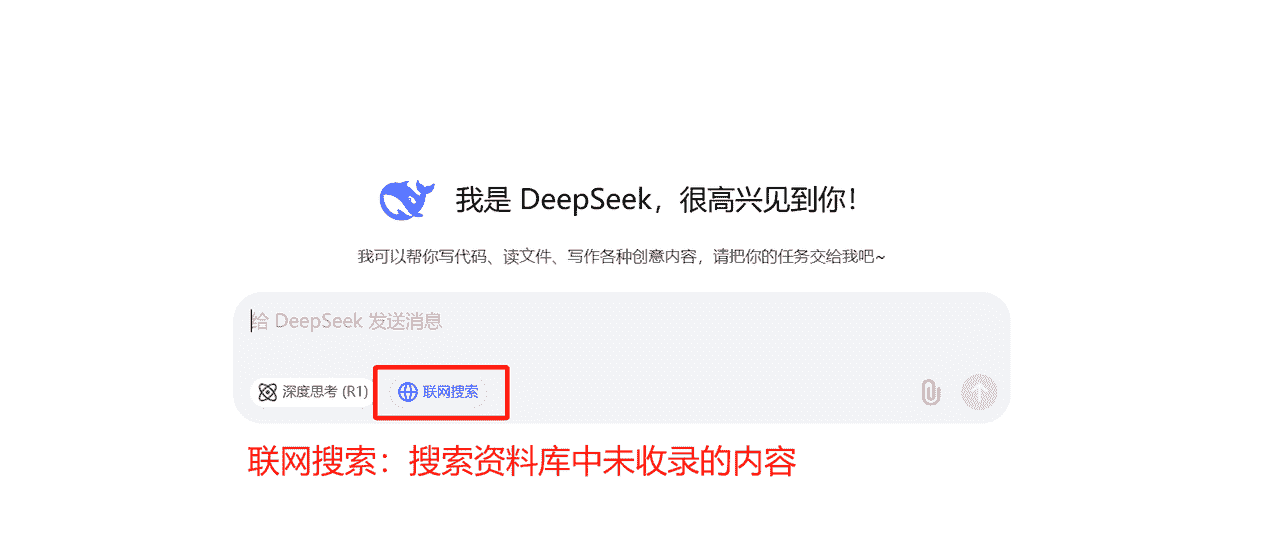 我是 DeepSeek，很高兴见到你！
我可以帮你写代码、读文件、写作各种创意内容，请把你的任务交给我吧~
给 DeepSeek 发送消息
深度思考 (R1) 联网搜索
联网搜索：搜索资料库中未收录的内容